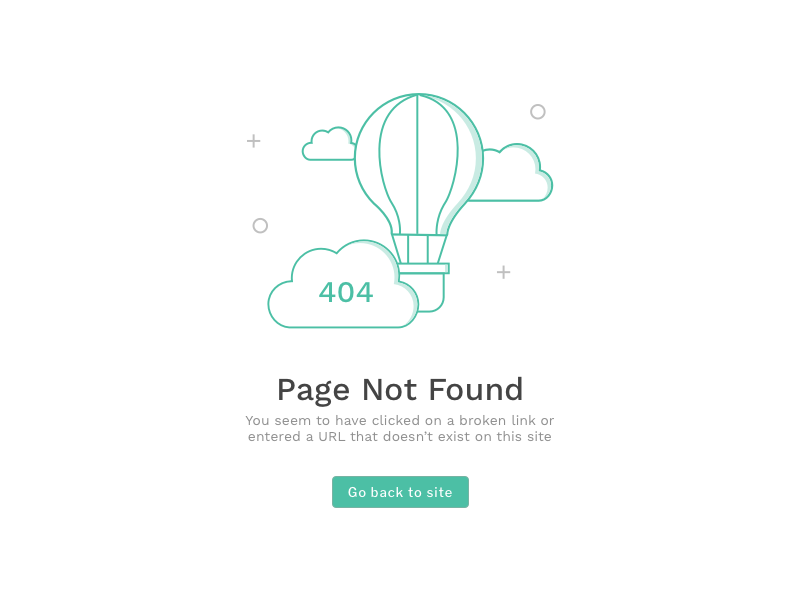 404
Page Not Found
You seem to have clicked on a broken link or
entered a URL that doesn’t exist on this site
Go back to site